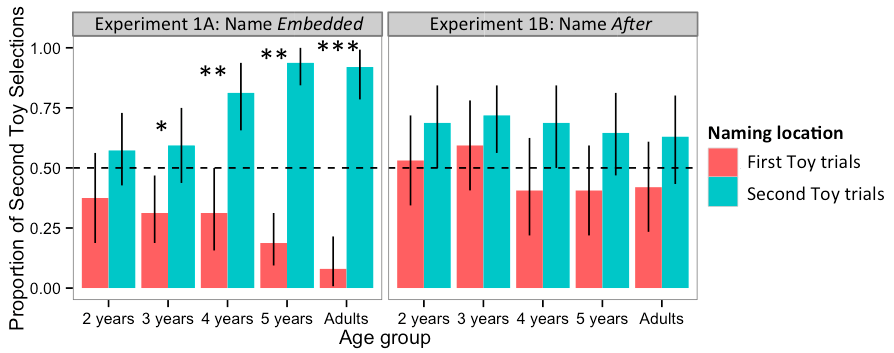 Experiment 1A: Name Embedded
Experiment 1B: Name After
Proportion of Second Toy Selections
1.00
0.75
0.50
0.25
0.00
*
**
**
***
2 years 3 years 4 years 5 years Adults
2 years 3 years 4 years 5 years Adults
Age group
Naming location
First Toy trials
Second Toy trials